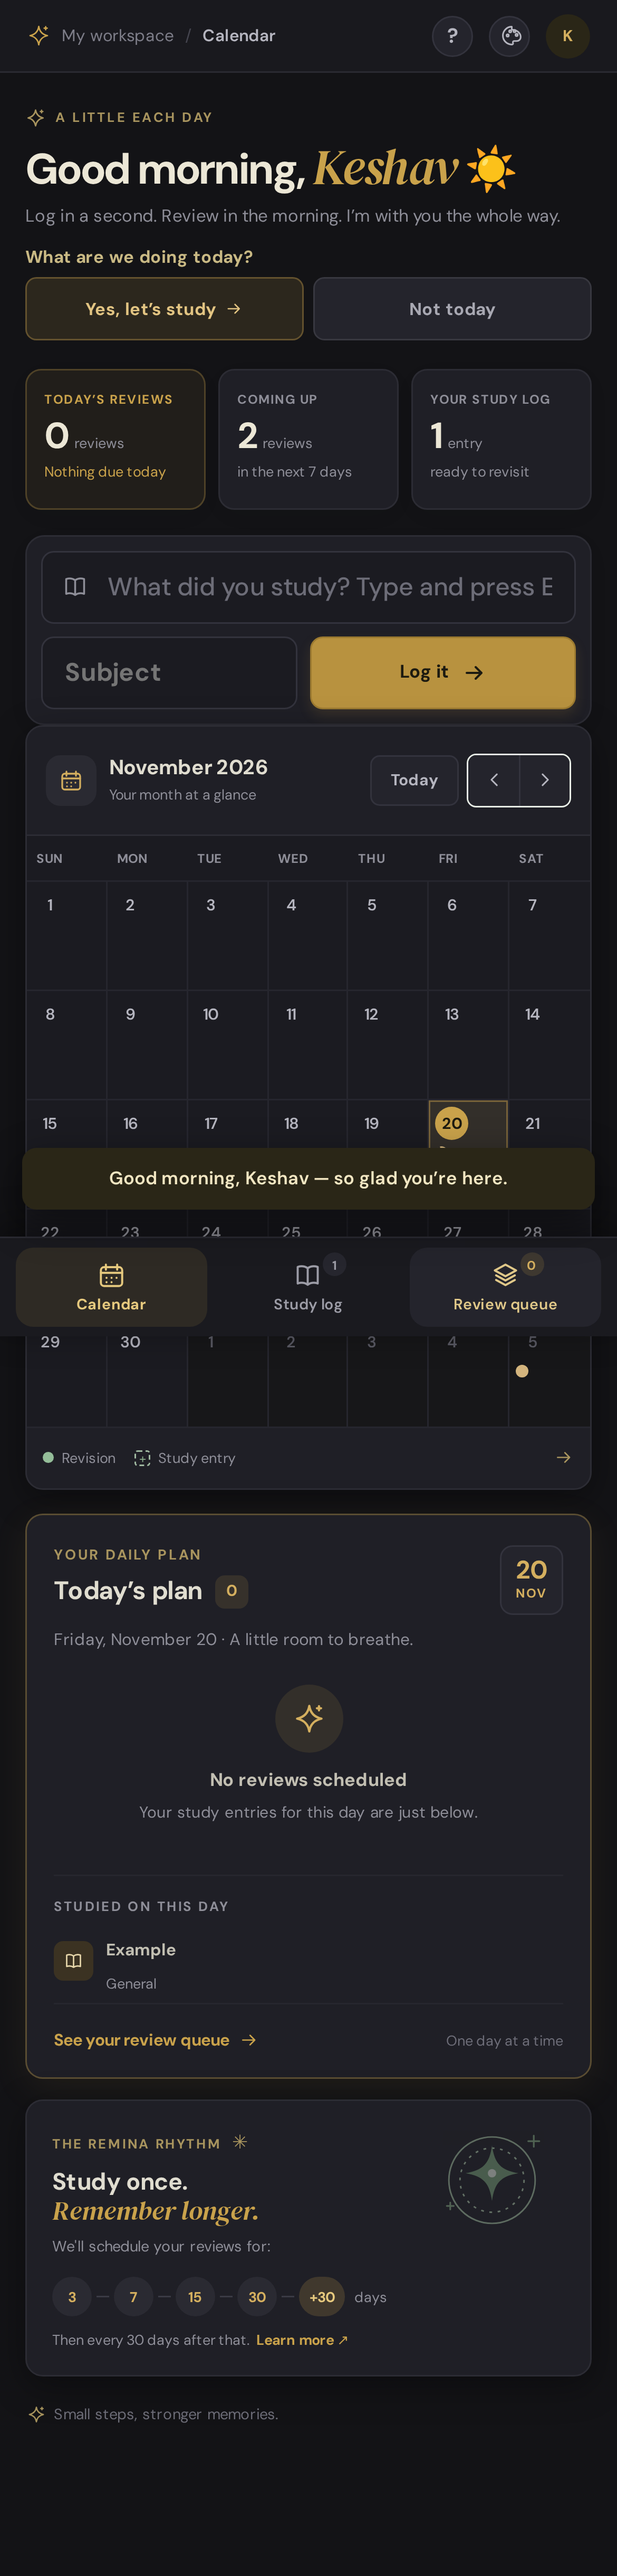 My workspace / Calendar
?
K
A LITTLE EACH DAY
Good morning, Keshav ☀️
Log in a second. Review in the morning. I’m with you the whole way.
What are we doing today?
Yes, let’s study →
Not today
TODAY’S REVIEWS
0 reviews
Nothing due today
COMING UP
2 reviews
in the next 7 days
YOUR STUDY LOG
1 entry
ready to revisit
What did you study? Type and press E
Subject
Log it →
November 2026
Your month at a glance
Today
SUN MON TUE WED THU FRI SAT
1 2 3 4 5 6 7
8 9 10 11 12 13 14
15 16 17 18 19 20 21
Good morning, Keshav — so glad you’re here.
22 23 24 25 26 27 28
Calendar
1
Study log
0
Review queue
29 30 1 2 3 4 5
Revision
Study entry
→
YOUR DAILY PLAN
Today’s plan 0
20
NOV
Friday, November 20 · A little room to breathe.
No reviews scheduled
Your study entries for this day are just below.
STUDIED ON THIS DAY
Example
General
See your review queue →
One day at a time
THE REMINA RHYTHM
Study once.
Remember longer.
We'll schedule your reviews for:
3 — 7 — 15 — 30 — +30 days
Then every 30 days after that. Learn more ↗
Small steps, stronger memories.